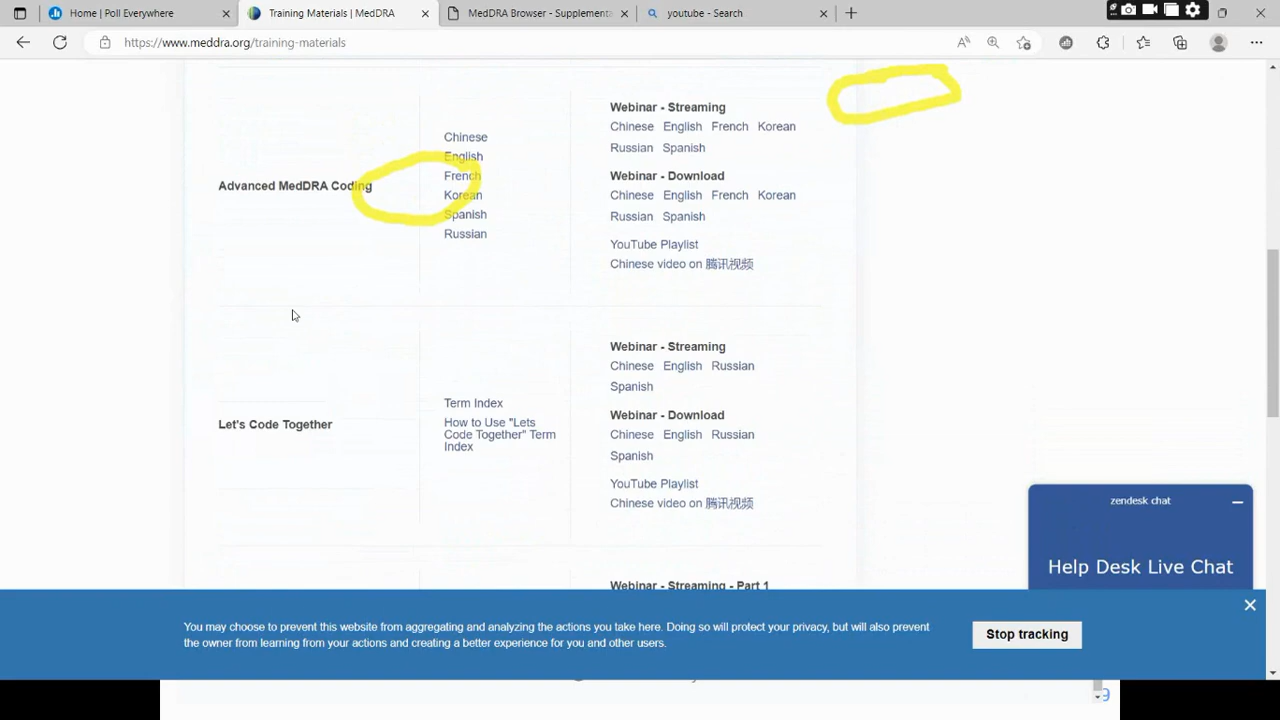 Home | Poll Everywhere
Training Materials | MedDRA
MedDRA Browser - Supplementa
youtube - Search
https://www.meddra.org/training-materials
Advanced MedDRA Coding
Chinese
English
French
Korean
Spanish
Russian
Webinar - Streaming
Chinese English French Korean
Russian Spanish
Webinar - Download
Chinese English French Korean
Russian Spanish
YouTube Playlist
Chinese video on 腾讯视频
Let's Code Together
Term Index
How to Use "Lets
Code Together" Term
Index
Webinar - Streaming
Chinese English Russian
Spanish
Webinar - Download
Chinese English Russian
Spanish
YouTube Playlist
Chinese video on 腾讯视频
Webinar - Streaming - Part 1
zendesk chat
Help Desk Live Chat
You may choose to prevent this website from aggregating and analyzing the actions you take here. Doing so will protect your privacy, but will also prevent
the owner from learning from your actions and creating a better experience for you and other users.
Stop tracking